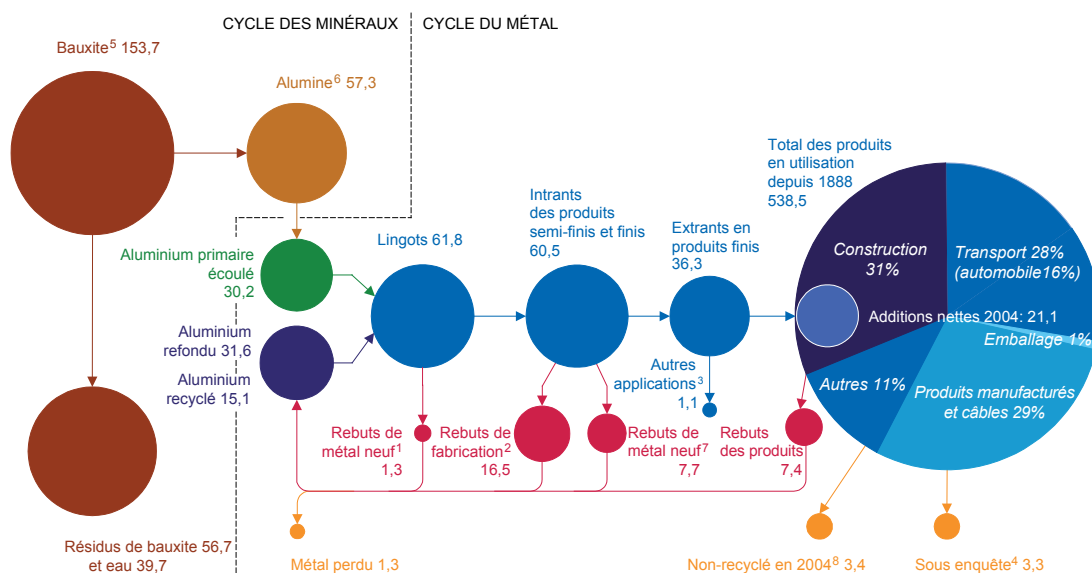 CYCLE DES MINÉRAUX
CYCLE DU MÉTAL
Bauxite⁵ 153,7
Alumine⁶ 57,3
Total des produits
en utilisation
depuis 1888
538,5
Intrants
des produits
semi-finis et finis
60,5
Extrants en
produits finis
36,3
Lingots 61,8
Aluminium primaire
écoulé
30,2
Construction
31%
Transport 28%
(automobile16%)
Additions nettes 2004: 21,1
Emballage 1%
Aluminium
refondu 31,6
Aluminium
recyclé 15,1
Autres
applications³
1,1
Autres 11%
Produits manufacturés
et câbles 29%
Rebuts de
métal neuf¹
1,3
Rebuts de
fabrication²
16,5
Rebuts de
métal neuf⁷
7,7
Rebuts
des produits
7,4
Résidus de bauxite 56,7
et eau 39,7
Métal perdu 1,3
Non-recyclé en 2004⁸ 3,4
Sous enquête⁴ 3,3